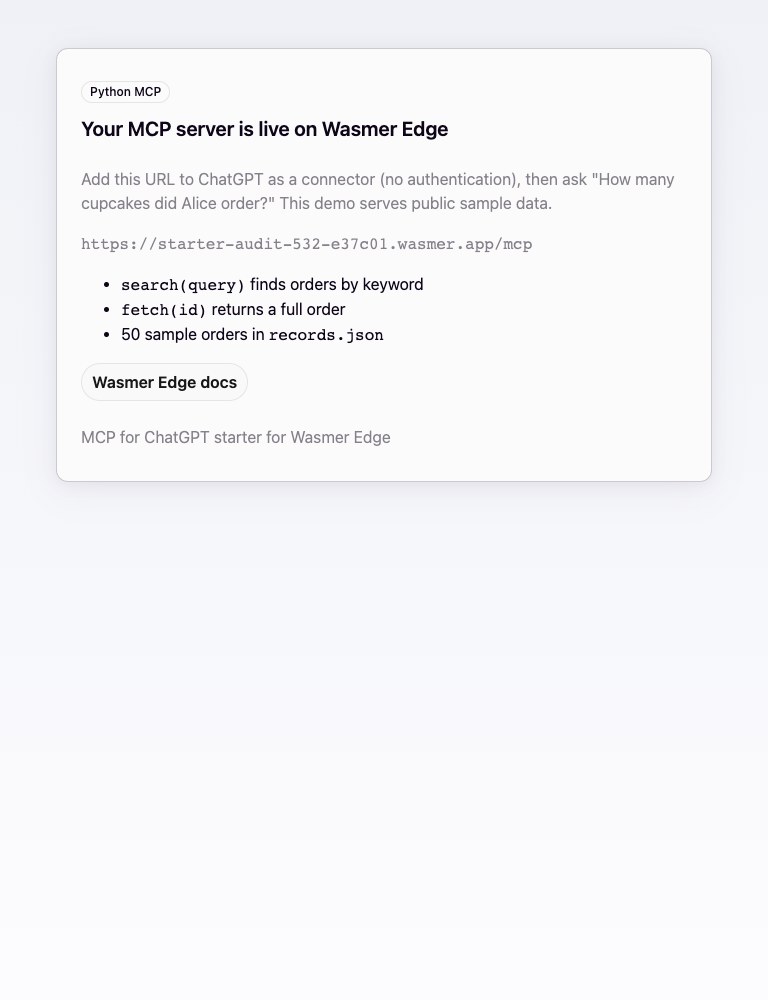 Python MCP
Your MCP server is live on Wasmer Edge
Add this URL to ChatGPT as a connector (no authentication), then ask "How many
cupcakes did Alice order?" This demo serves public sample data.
https://starter-audit-532-e37c01.wasmer.app/mcp
• search(query) finds orders by keyword
• fetch(id) returns a full order
• 50 sample orders in records.json
Wasmer Edge docs
MCP for ChatGPT starter for Wasmer Edge